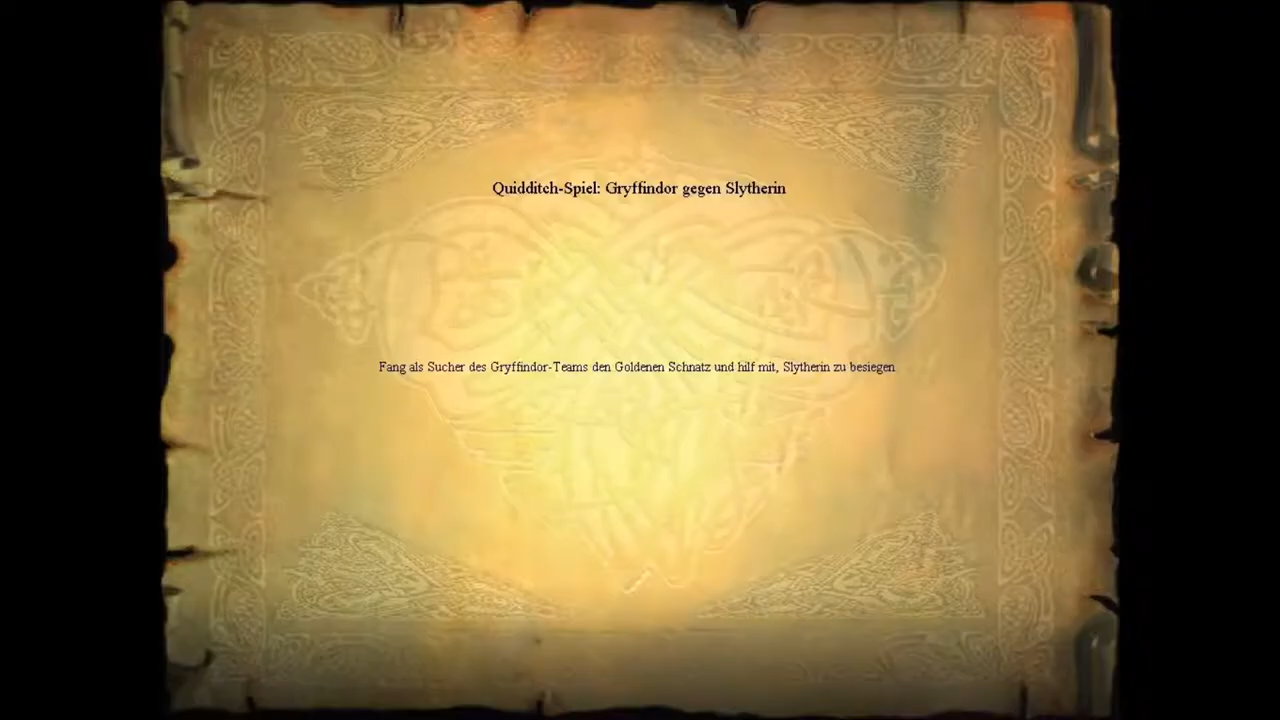 Quidditch-Spiel: Gryffindor gegen Slytherin
Fang als Sucher des Gryffindor-Teams den Goldenen Schnatz und hilf mit, Slytherin zu besiegen